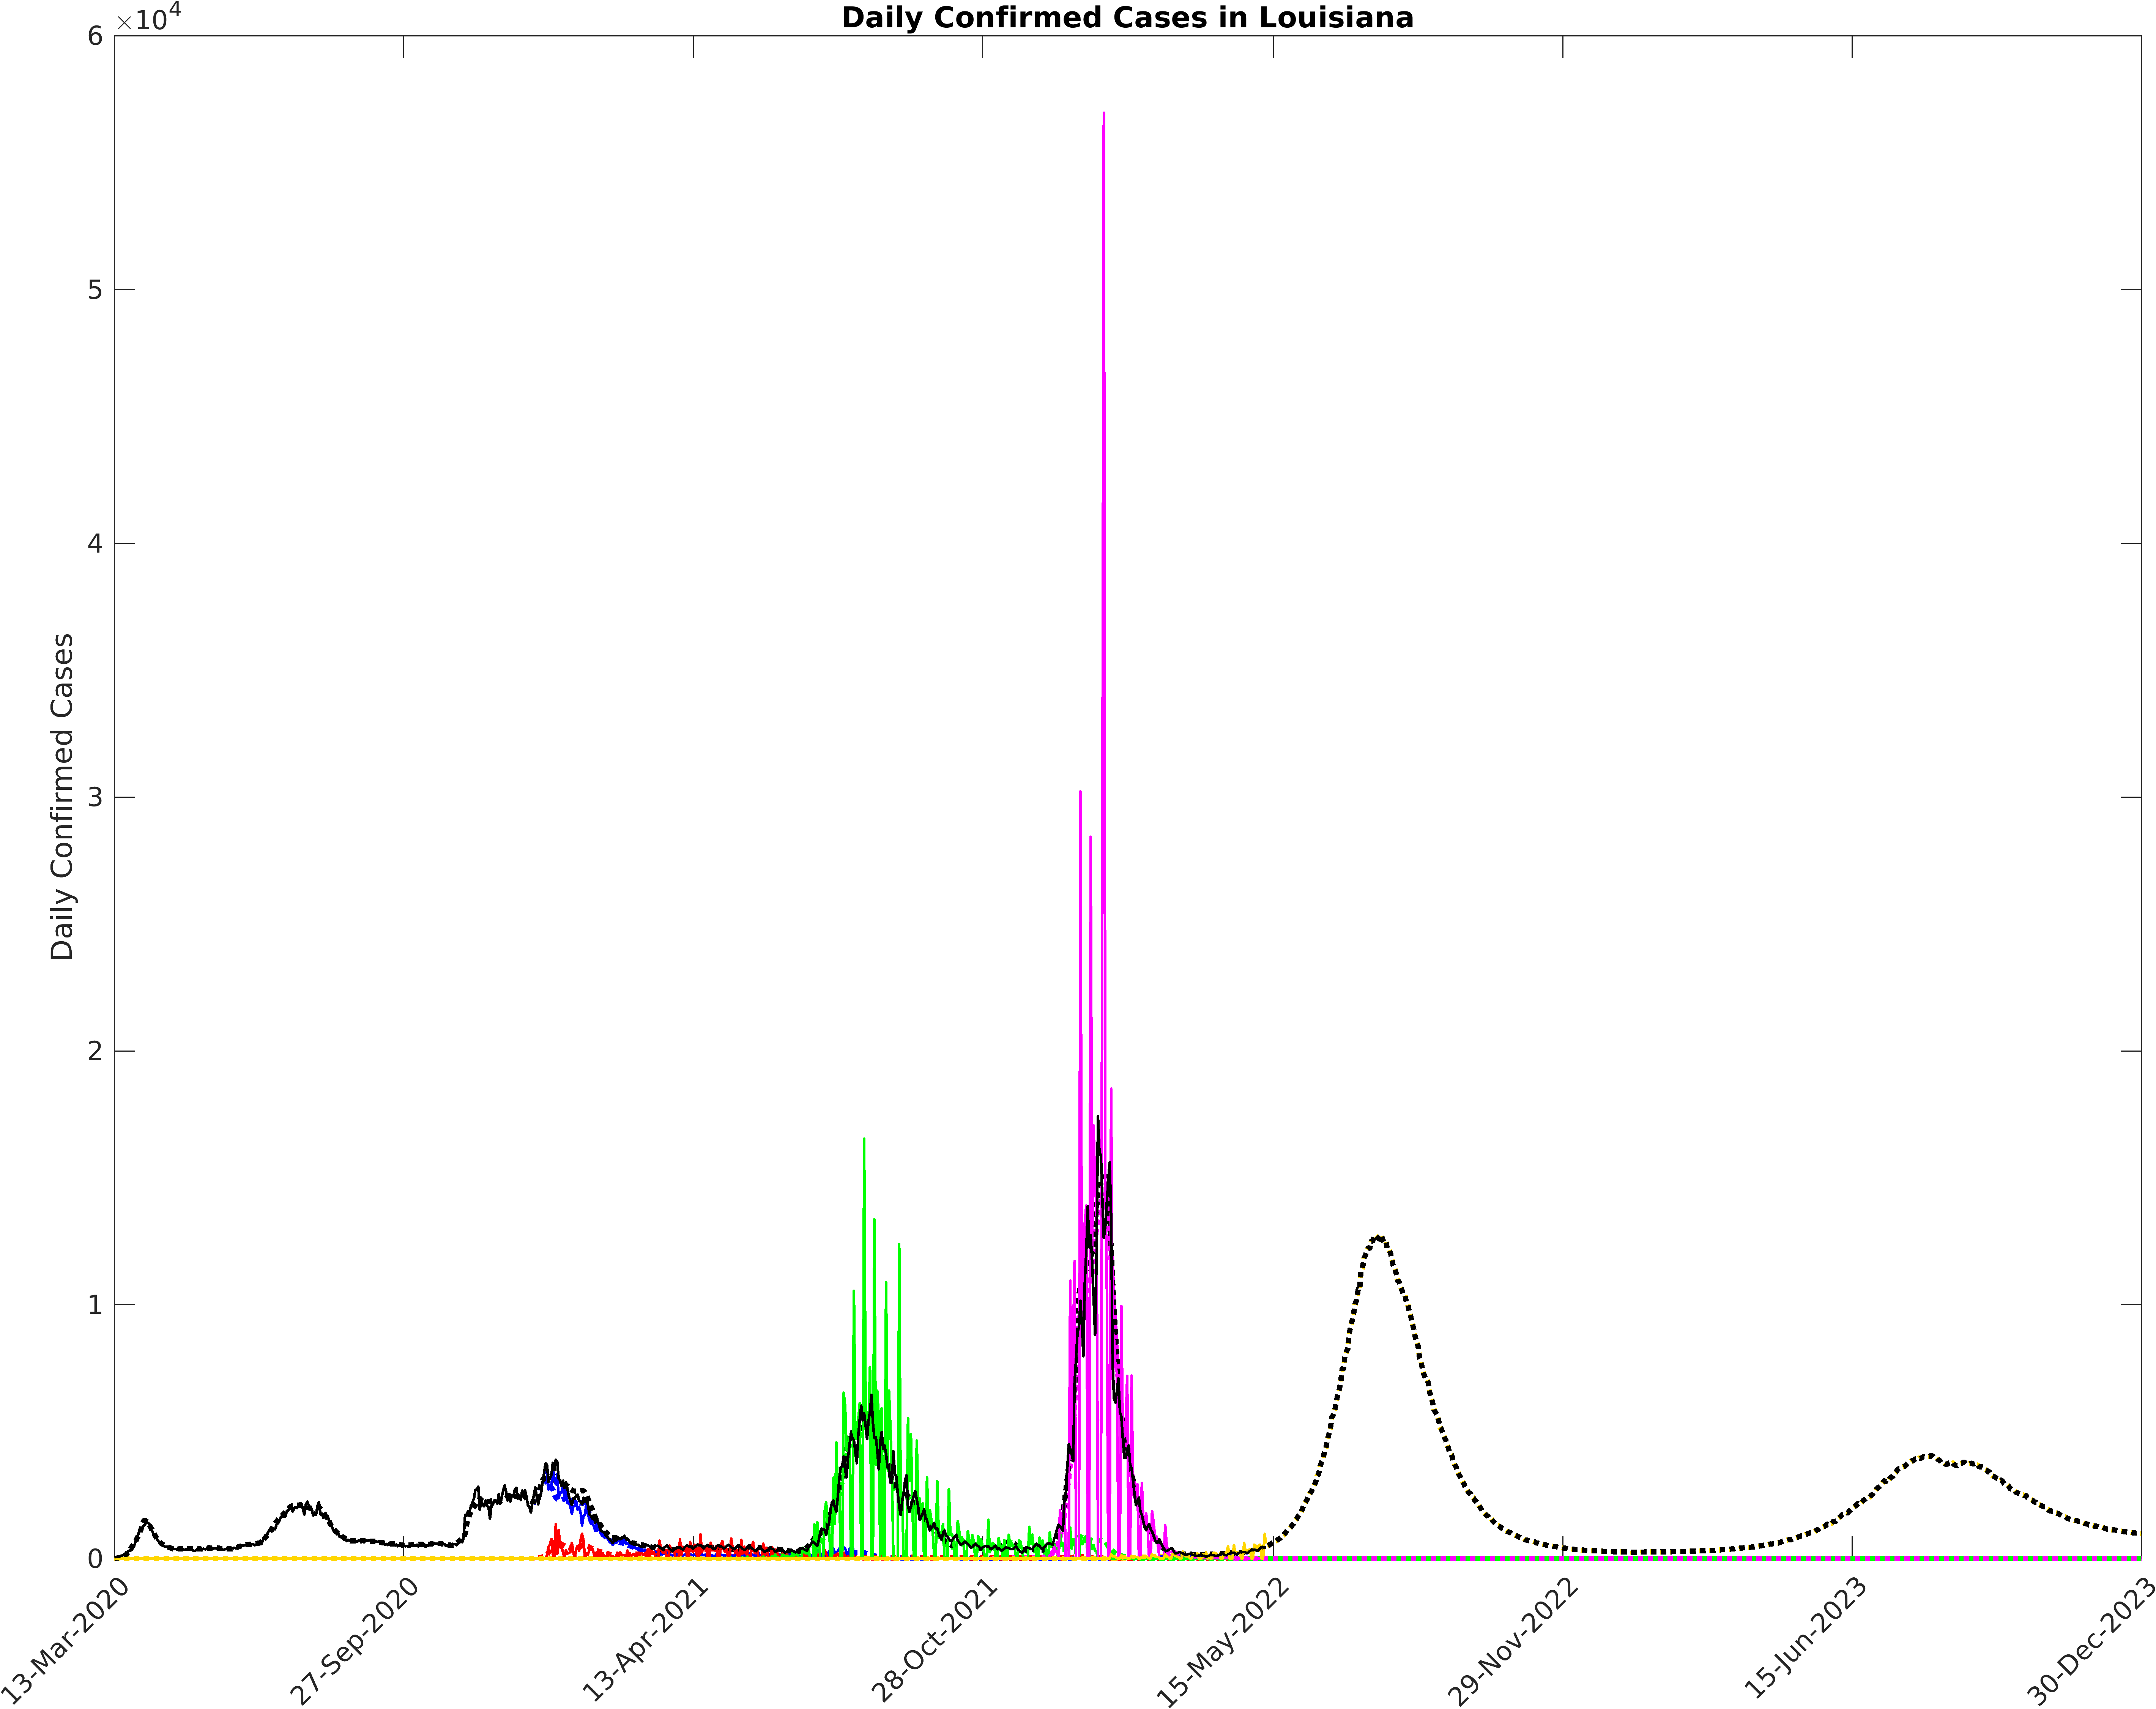 Daily Confirmed Cases in Louisiana
×10^4
6
5
4
3
2
1
0
Daily Confirmed Cases
13-Mar-2020
27-Sep-2020
13-Apr-2021
28-Oct-2021
15-May-2022
29-Nov-2022
15-Jun-2023
30-Dec-2023